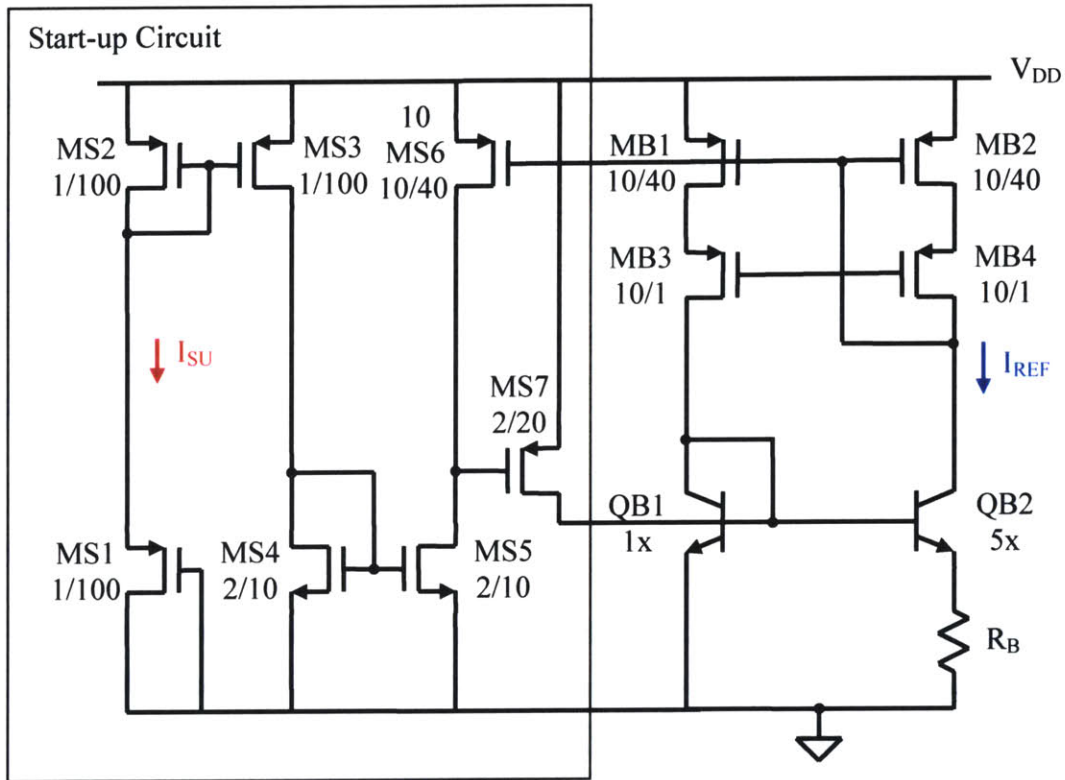 Start-up Circuit
V_DD
MS2
1/100
MS3
1/100
10
MS6
10/40
MB1
10/40
MB2
10/40
MB3
10/1
MB4
10/1
I_SU
I_REF
MS7
2/20
MS1
1/100
MS4
2/10
MS5
2/10
QB1
1x
QB2
5x
R_B